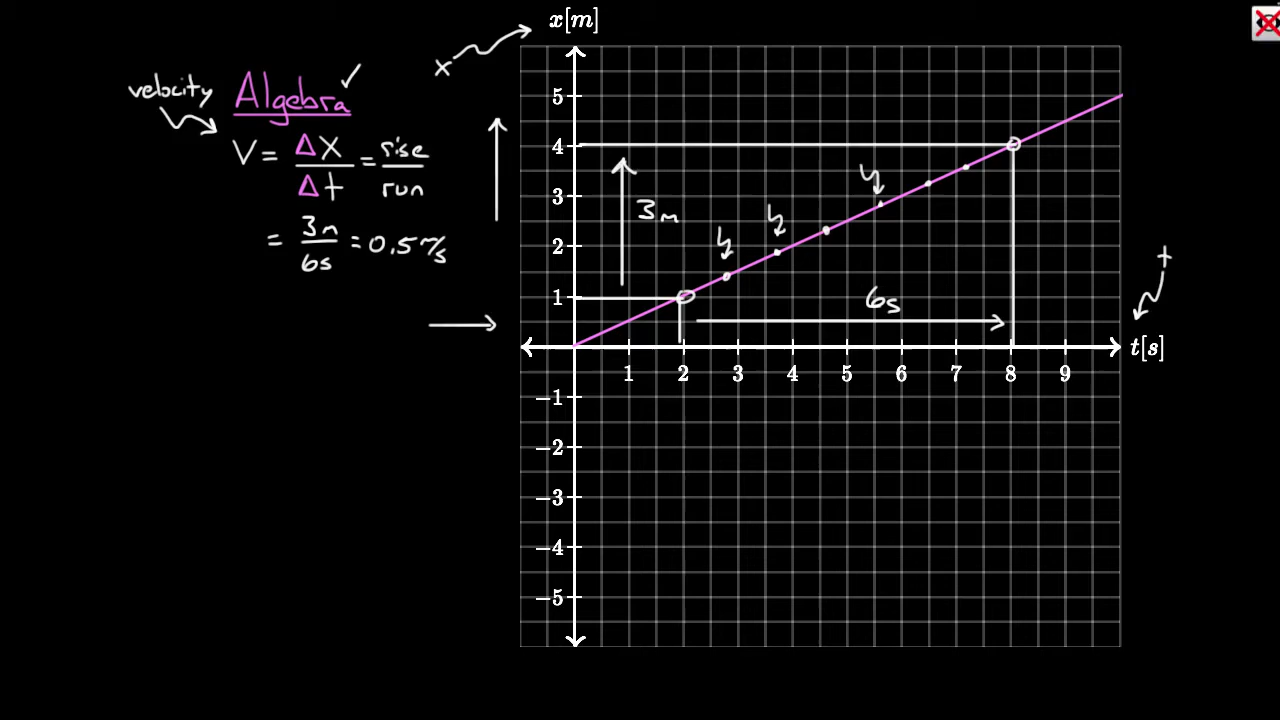 x[m]
x
velocity
Algebra ✓
V = Δx/Δt = rise/run
= 3m/6s = 0.5 m/s
5
4
3
2
1
3m
6s
t
t[s]
1 2 3 4 5 6 7 8 9
−1
−2
−3
−4
−5